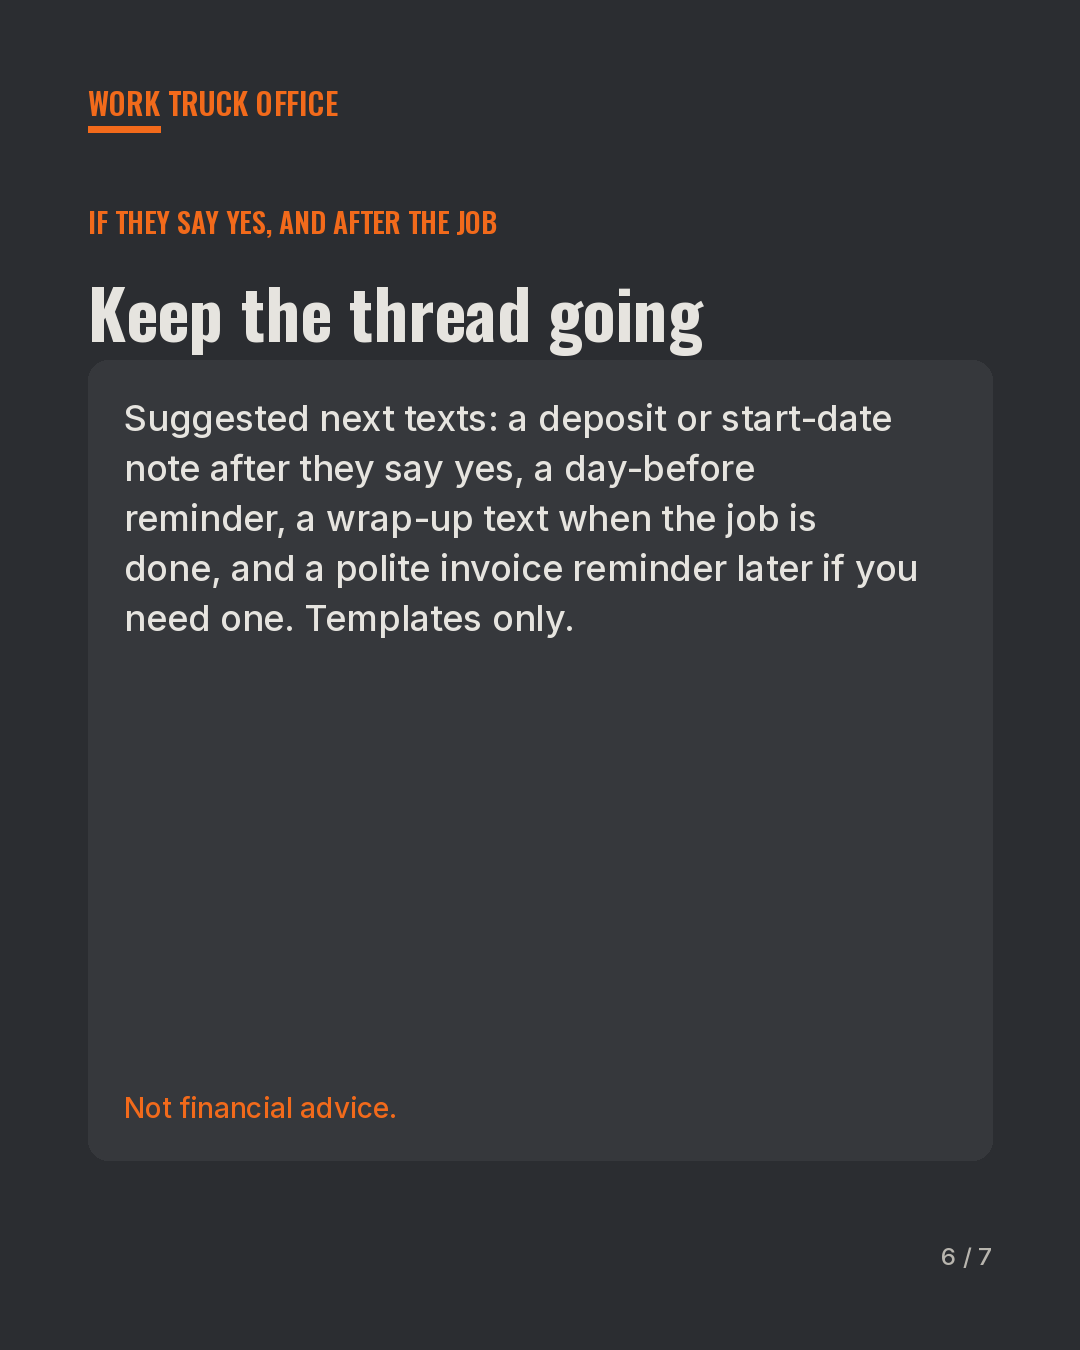 WORK TRUCK OFFICE
IF THEY SAY YES, AND AFTER THE JOB
Keep the thread going
Suggested next texts: a deposit or start-date
note after they say yes, a day-before
reminder, a wrap-up text when the job is
done, and a polite invoice reminder later if you
need one. Templates only.
Not financial advice.
6 / 7